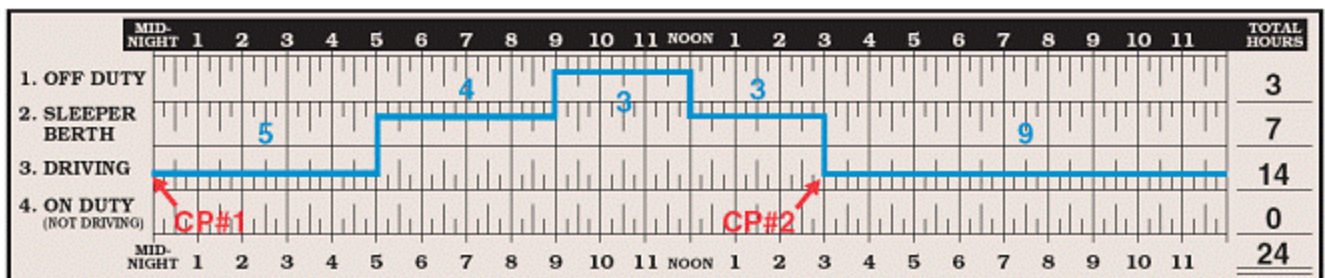 MID-NIGHT 1 2 3 4 5 6 7 8 9 10 11 NOON 1 2 3 4 5 6 7 8 9 10 11 TOTAL HOURS
1. OFF DUTY 4 3 3 3
2. SLEEPER BERTH 5 9 7
3. DRIVING 14
4. ON DUTY (NOT DRIVING) CP#1 CP#2 0
MID-NIGHT 1 2 3 4 5 6 7 8 9 10 11 NOON 1 2 3 4 5 6 7 8 9 10 11 24